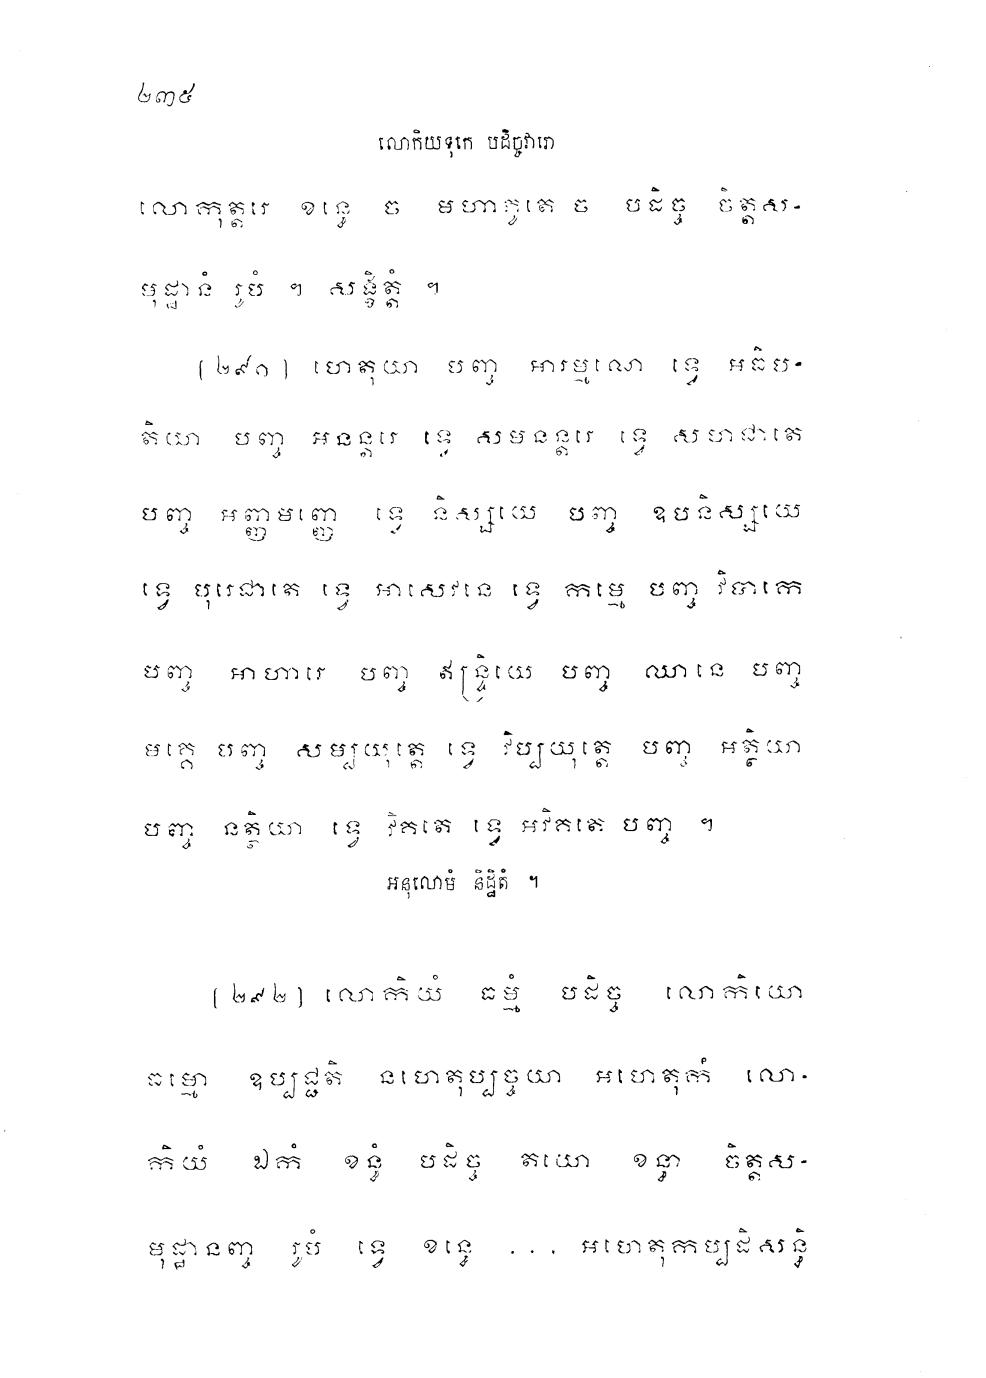 ២៣៥
លោកិយទុកេ បដិច្ចវារោ
លោកុត្តរេ ខន្ធេ ច មហាភូតេ ច បដិច្ច ចិត្តស-
មុដ្ឋានំ រូបំ ។ សង្ខិត្តំ ។
(២៩១) ហេតុយា បញ្ច អារម្មណេ ទ្វេ អធិប-
តិយា បញ្ច អនន្តរេ ទ្វេ សមនន្តរេ ទ្វេ សហជាតេ
បញ្ច អញ្ញមញ្ញេ ទ្វេ និស្សយេ បញ្ច ឧបនិស្សយេ
ទ្វេ បុរេជាតេ ទ្វេ អាសេវនេ ទ្វេ កម្មេ បញ្ច វិបាកេ
បញ្ច អាហារេ បញ្ច ឥន្ទ្រិយេ បញ្ច ឈានេ បញ្ច
មគ្គេ បញ្ច សម្បយុត្តេ ទ្វេ វិប្បយុត្តេ បញ្ច អត្ថិយា
បញ្ច នត្ថិយា ទ្វេ វិគតេ ទ្វេ អវិគតេ បញ្ច ។
អនុលោមំ និដ្ឋិតំ ។
(២៩២) លោកិយំ ធម្មំ បដិច្ច លោកិយោ
ធម្មោ ឧប្បជ្ជតិ នហេតុប្បច្ចយា អហេតុកំ លោ-
កិយំ ឯកំ ខន្ធំ បដិច្ច តយោ ខន្ធា ចិត្តស-
មុដ្ឋានញ្ច រូបំ ទ្វេ ខន្ធេ ... អហេតុកប្បដិសន្ធិ